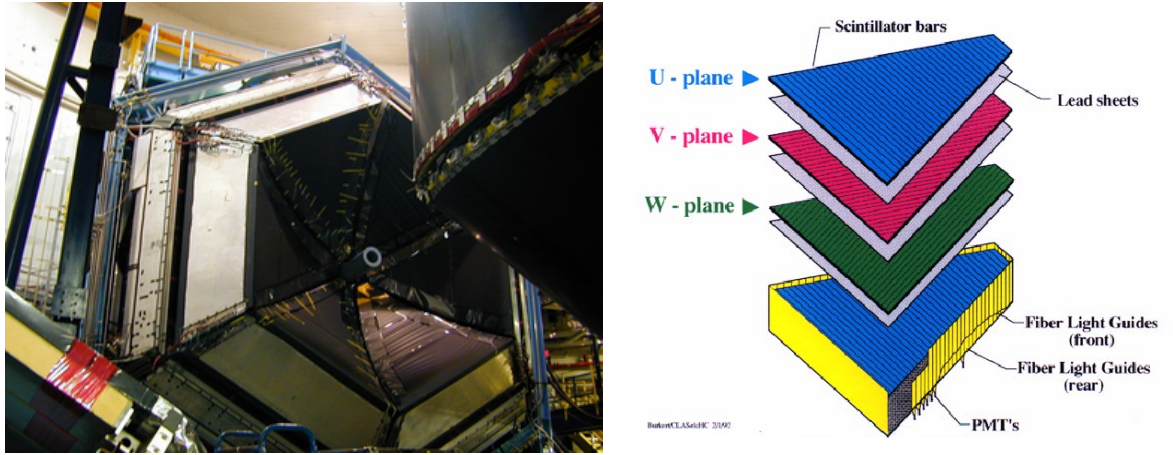 Scintillator bars
U - plane
Lead sheets
V - plane
W - plane
Fiber Light Guides
(front)
Fiber Light Guides
(rear)
PMT's